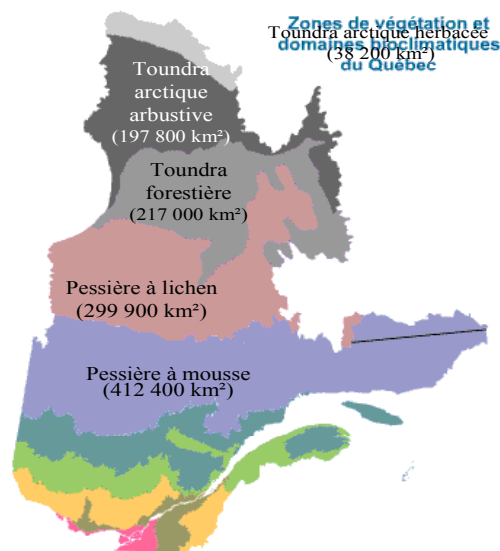 Zones de végétation et
domaines bioclimatiques
du Québec
Toundra arctique herbacée
(38 200 km²)
Toundra
arctique
arbustive
(197 800 km²)
Toundra
forestière
(217 000 km²)
Pessière à lichen
(299 900 km²)
Pessière à mousse
(412 400 km²)